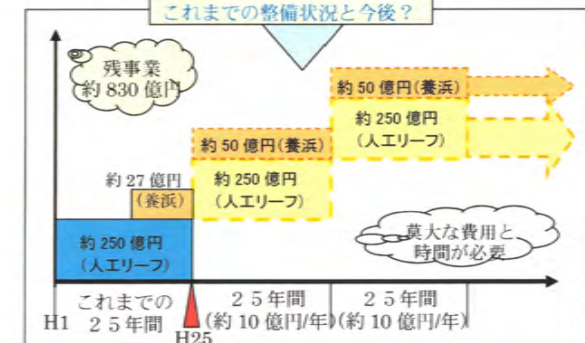 これまでの整備状況と今後？
残事業
約830億円
約50億円(養浜)
約50億円(養浜)
約250億円
(人工リーフ)
約27億円
(養浜)
約250億円
(人工リーフ)
約250億円
(人工リーフ)
莫大な費用と、
時間が必要
H1
これまでの
25年間
H25
25年間
(約10億円/年)
25年間
(約10億円/年)